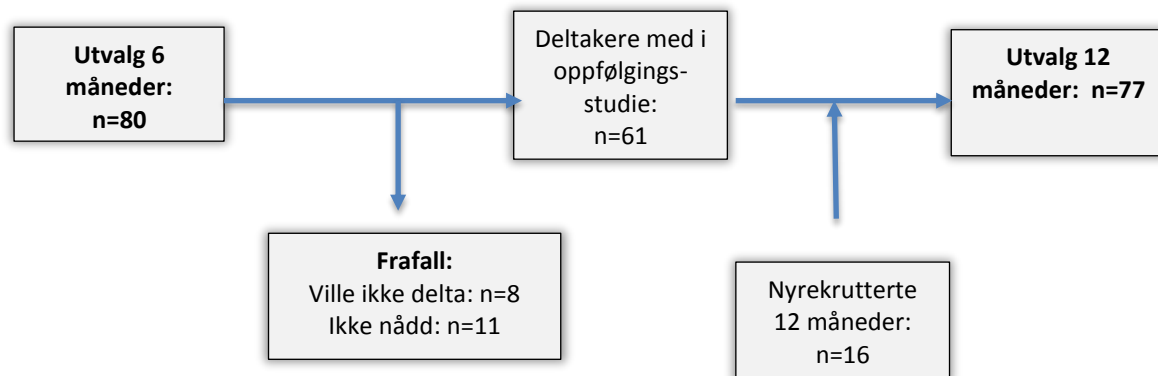 Utvalg 6
måneder:
n=80
Deltakere med i
oppfølgings-
studie:
n=61
Utvalg 12
måneder: n=77
Frafall:
Ville ikke delta: n=8
Ikke nådd: n=11
Nyrekrutterte
12 måneder:
n=16